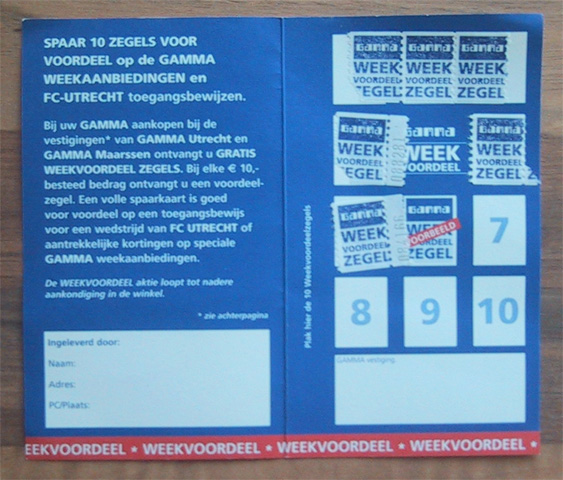 SPAAR 10 ZEGELS VOOR
VOORDEEL op de GAMMA
WEEKAANBIEDINGEN en
FC-UTRECHT toegangsbewijzen.
Bij uw GAMMA aankopen bij de
vestigingen* van GAMMA Utrecht en
GAMMA Maarssen ontvangt u GRATIS
WEEKVOORDEEL ZEGELS. Bij elke € 10,-
besteed bedrag ontvangt u een voordeel-
zegel. Een volle spaarkaart is goed
voor voordeel op een toegangsbewijs
voor een wedstrijd van FC UTRECHT of
aantrekkelijke kortingen op speciale
GAMMA weekaanbiedingen.
De WEEKVOORDEEL aktie loopt tot nadere
aankondiging in de winkel.
* zie achterpagina
Ingeleverd door:
Naam:
Adres:
PC/Plaats:
Plak hier de 10 Weekvoordeelzegels
Gamma Gamma Gamma
WEEK WEEK WEEK
VOORDEEL VOORDEEL VOORDEEL
ZEGEL ZEGEL ZEGEL
Gamma Gamma Gamma
WEEK WEEK WEEK
VOORDEEL VOORDEEL VOORDEEL
ZEGEL ZEGEL
Gamma Gamma
WEEK WEEK
VOORDEEL VOORBEELD
ZEGEL ZEGEL
7
8 9 10
GAMMA vestiging:
EEKVOORDEEL * WEEKVOORDEEL * WEEKVOORDEEL * WEEKVOORDEEL *